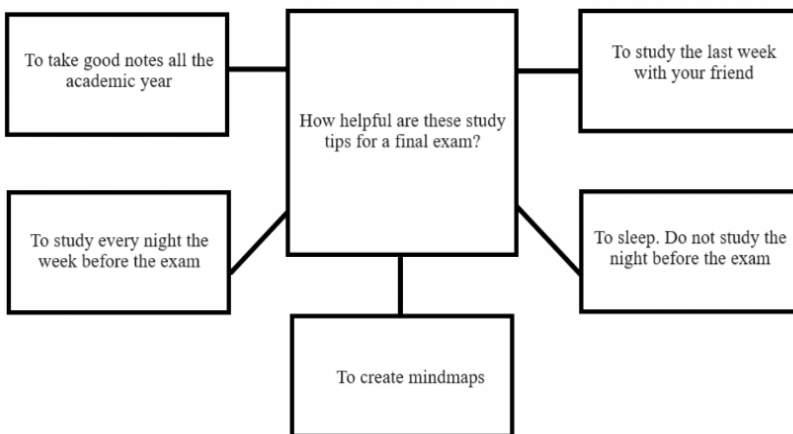 To take good notes all the
academic year
How helpful are these study
tips for a final exam?
To study the last week
with your friend
To study every night the
week before the exam
To sleep. Do not study the
night before the exam
To create mindmaps